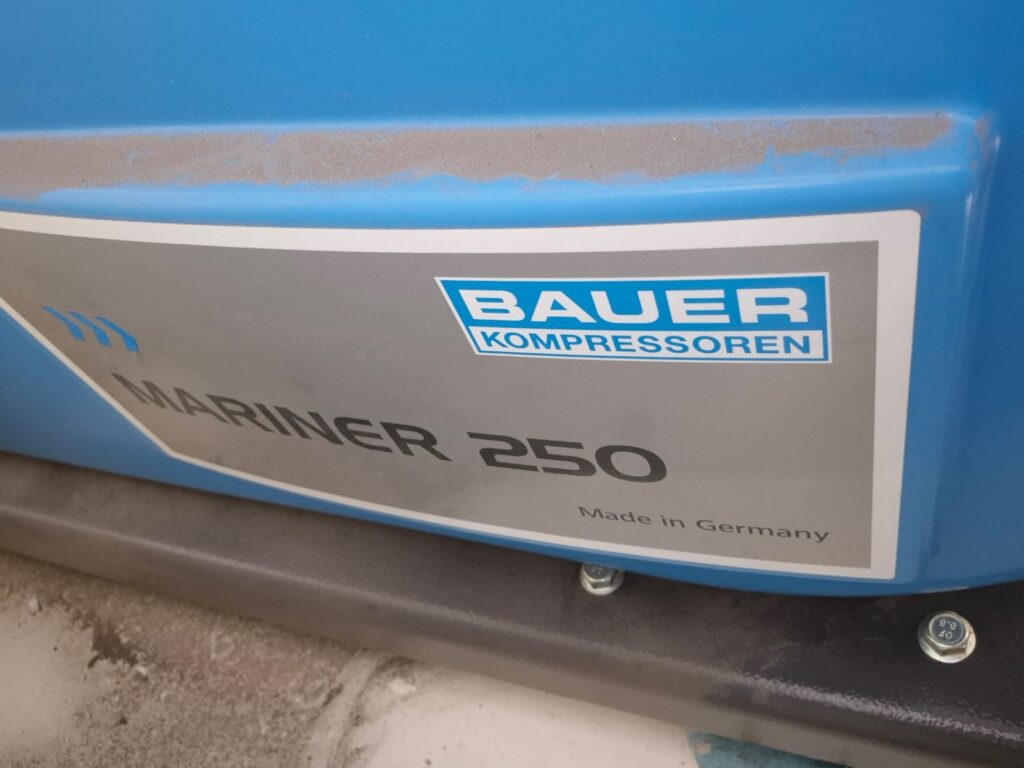 BAUER
KOMPRESSOREN
MARINER 250
Made in Germany